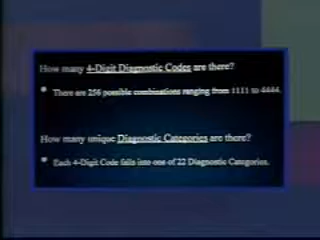 How many 4-Digit Diagnostic Codes are there?
• There are 256 possible combinations ranging from 1111 to 4444.
How many unique Diagnostic Categories are there?
• Each 4-Digit Code falls into one of 22 Diagnostic Categories.